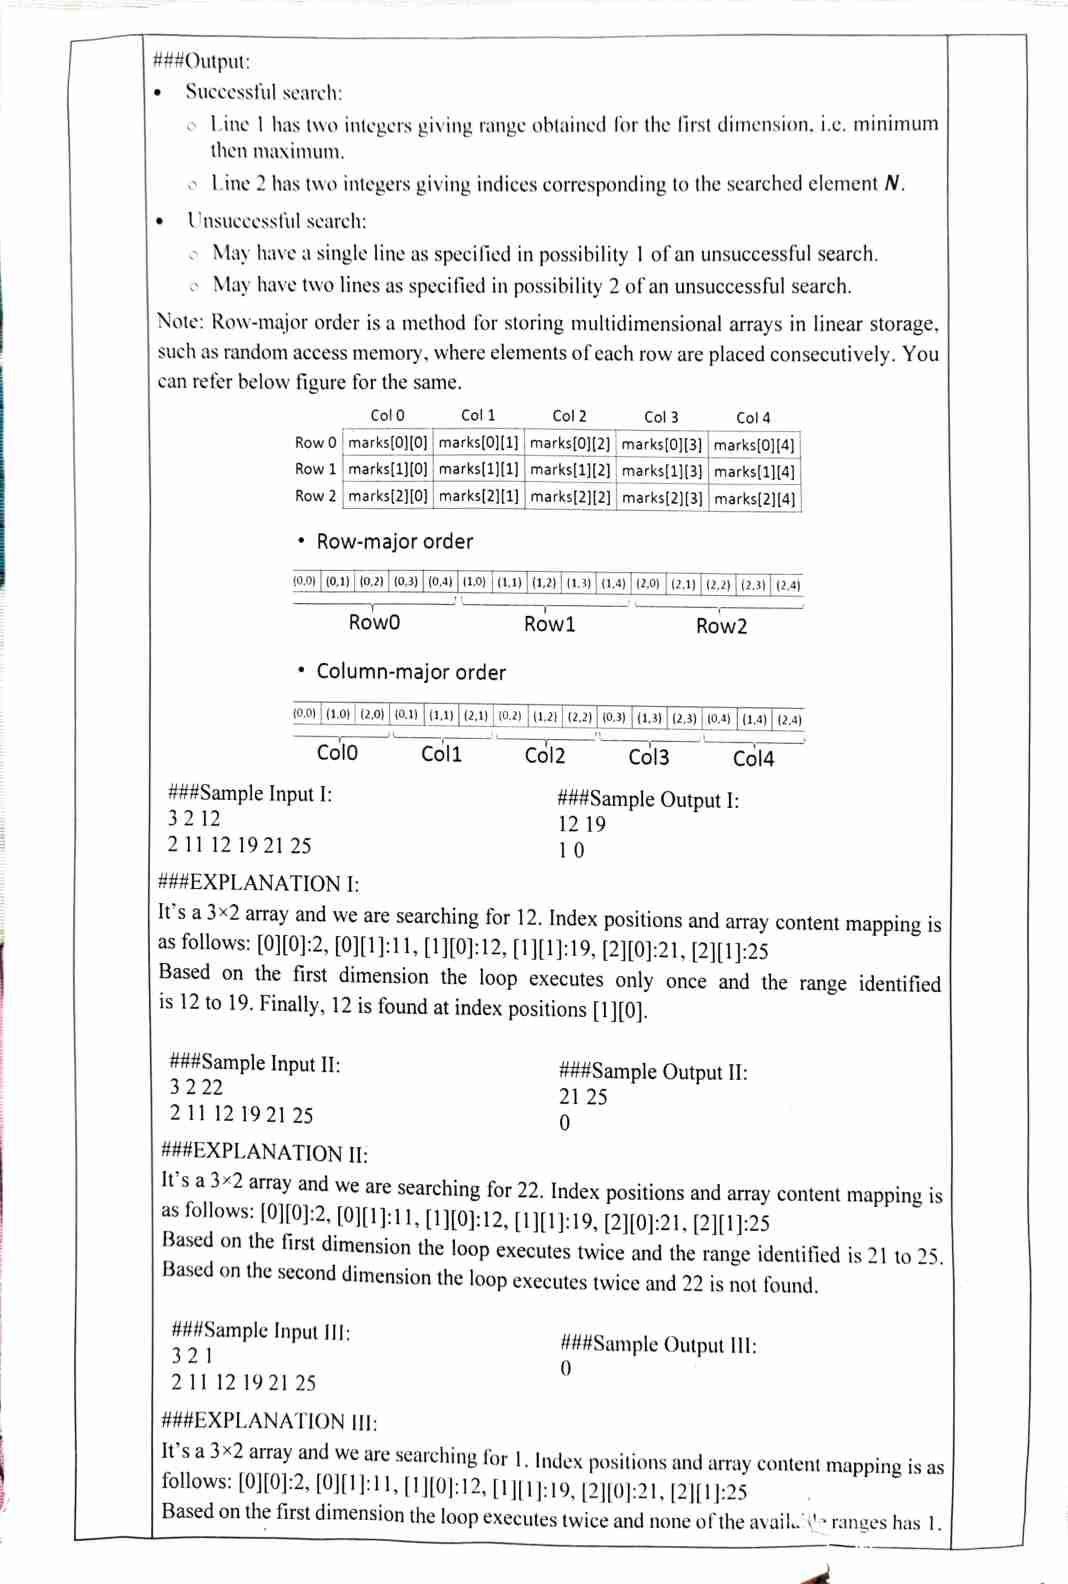 ###Output:
• Successful search:
○ Line 1 has two integers giving range obtained for the first dimension, i.e. minimum
then maximum.
○ Line 2 has two integers giving indices corresponding to the searched element N.
• Unsuccessful search:
○ May have a single line as specified in possibility 1 of an unsuccessful search.
○ May have two lines as specified in possibility 2 of an unsuccessful search.
Note: Row-major order is a method for storing multidimensional arrays in linear storage,
such as random access memory, where elements of each row are placed consecutively. You
can refer below figure for the same.
Col 0 Col 1 Col 2 Col 3 Col 4
Row 0 marks[0][0] marks[0][1] marks[0][2] marks[0][3] marks[0][4]
Row 1 marks[1][0] marks[1][1] marks[1][2] marks[1][3] marks[1][4]
Row 2 marks[2][0] marks[2][1] marks[2][2] marks[2][3] marks[2][4]
• Row-major order
(0,0) (0,1) (0,2) (0,3) (0,4) (1,0) (1,1) (1,2) (1,3) (1,4) (2,0) (2,1) (2,2) (2,3) (2,4)
Row0 Row1 Row2
• Column-major order
(0,0) (1,0) (2,0) (0,1) (1,1) (2,1) (0,2) (1,2) (2,2) (0,3) (1,3) (2,3) (0,4) (1,4) (2,4)
Col0 Col1 Col2 Col3 Col4
###Sample Input I:
3 2 12
2 11 12 19 21 25
###Sample Output I:
12 19
1 0
###EXPLANATION I:
It's a 3×2 array and we are searching for 12. Index positions and array content mapping is
as follows: [0][0]:2, [0][1]:11, [1][0]:12, [1][1]:19, [2][0]:21, [2][1]:25
Based on the first dimension the loop executes only once and the range identified
is 12 to 19. Finally, 12 is found at index positions [1][0].
###Sample Input II:
3 2 22
2 11 12 19 21 25
###Sample Output II:
21 25
0
###EXPLANATION II:
It's a 3×2 array and we are searching for 22. Index positions and array content mapping is
as follows: [0][0]:2, [0][1]:11, [1][0]:12, [1][1]:19, [2][0]:21, [2][1]:25
Based on the first dimension the loop executes twice and the range identified is 21 to 25.
Based on the second dimension the loop executes twice and 22 is not found.
###Sample Input III:
3 2 1
2 11 12 19 21 25
###Sample Output III:
0
###EXPLANATION III:
It's a 3×2 array and we are searching for 1. Index positions and array content mapping is as
follows: [0][0]:2, [0][1]:11, [1][0]:12, [1][1]:19, [2][0]:21, [2][1]:25
Based on the first dimension the loop executes twice and none of the ranges has 1.